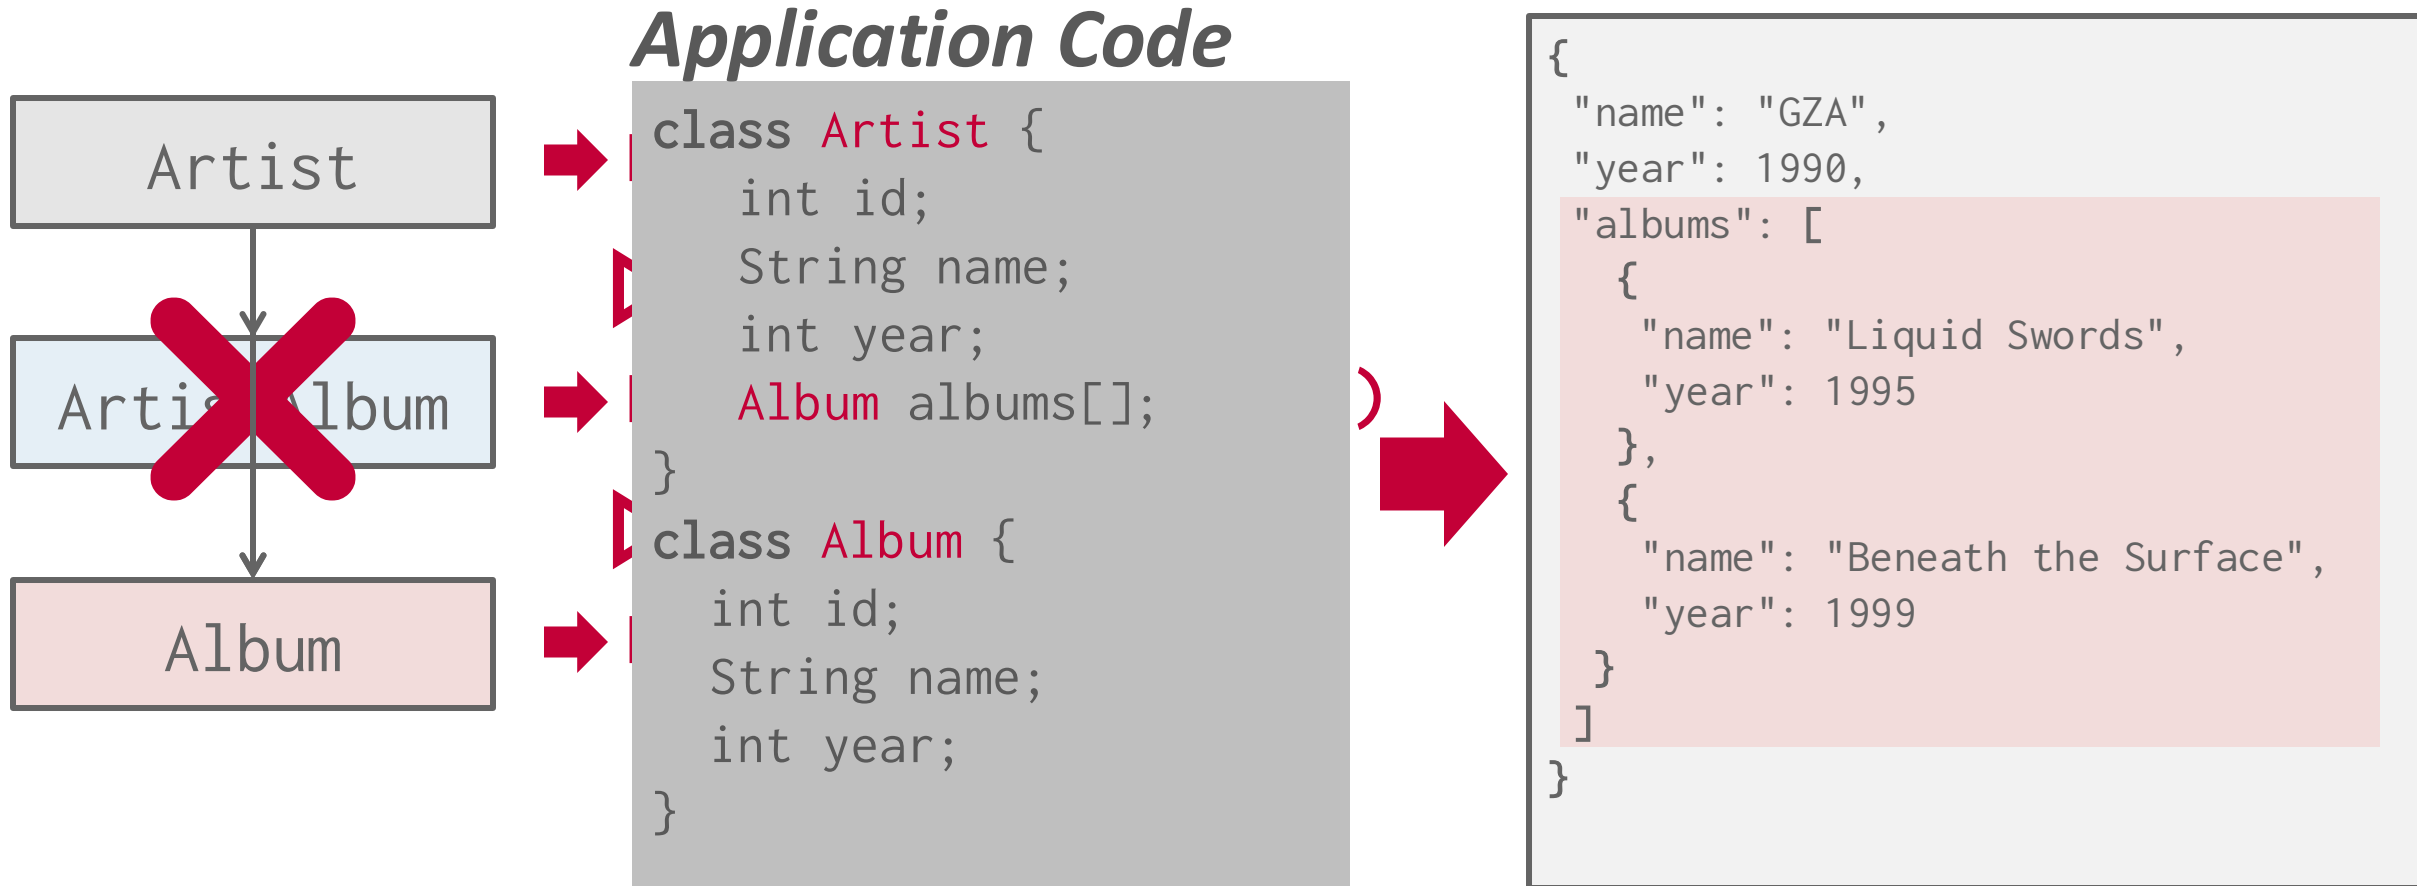 Application Code
Artist
Artis Album
Album
class Artist {
   int id;
   String name;
   int year;
   Album albums[];
}
class Album {
  int id;
  String name;
  int year;
}
{
 "name": "GZA",
 "year": 1990,
 "albums": [
   {
    "name": "Liquid Swords",
    "year": 1995
   },
   {
    "name": "Beneath the Surface",
    "year": 1999
  }
 ]
}